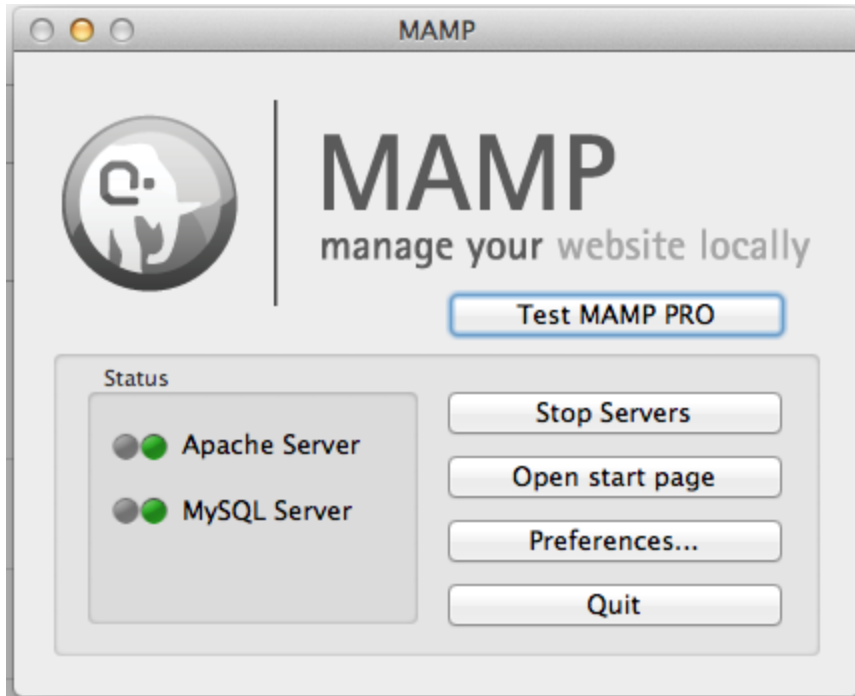 MAMP
MAMP
manage your website locally
Test MAMP PRO
Status
Apache Server
MySQL Server
Stop Servers
Open start page
Preferences...
Quit